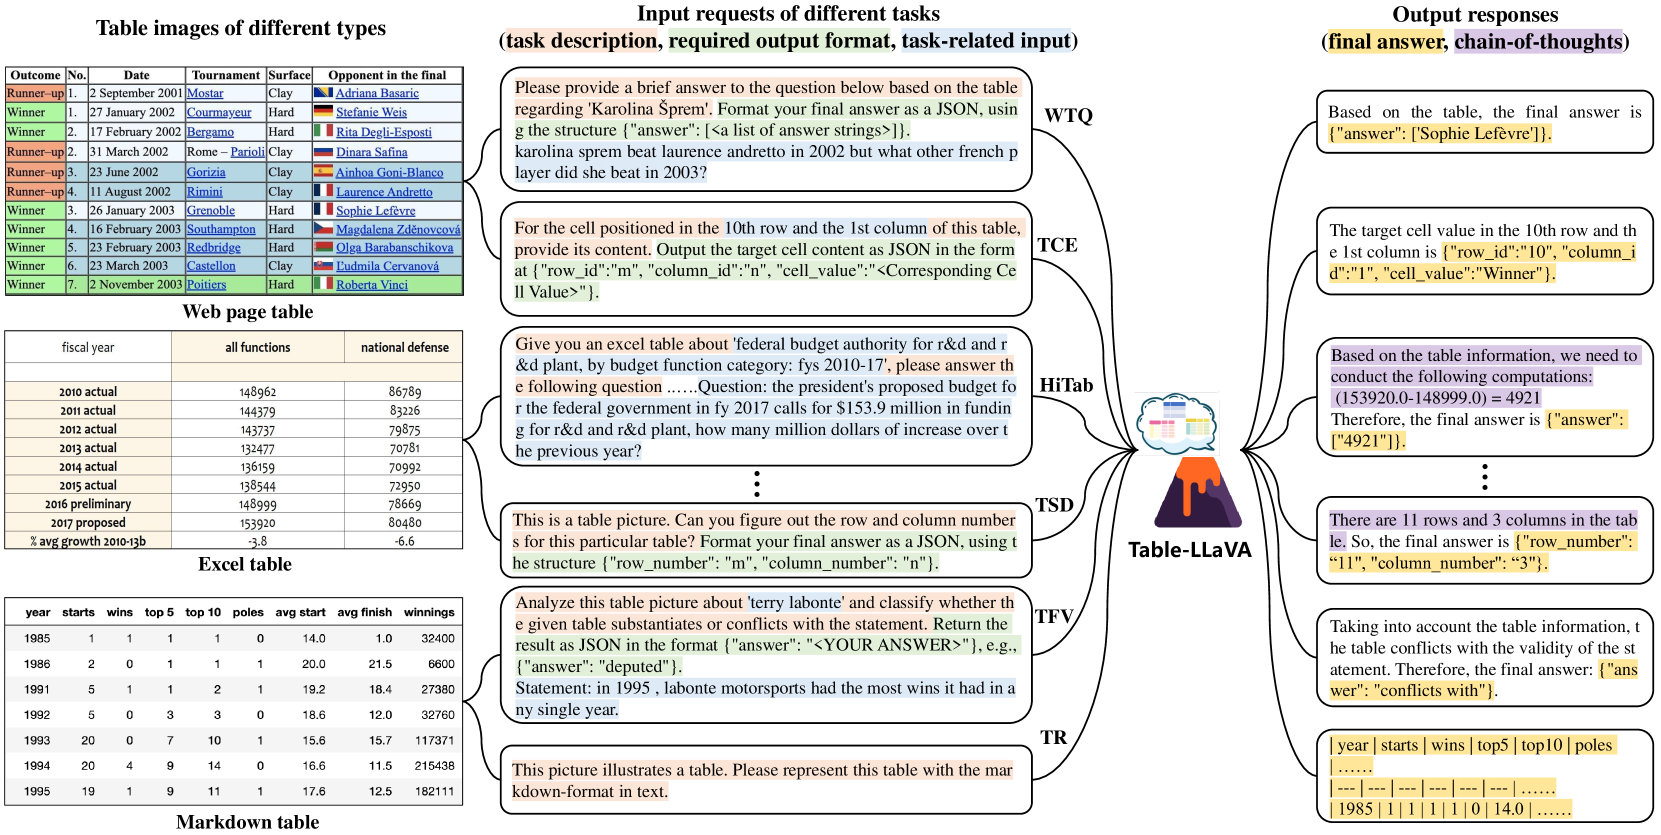 Table images of different types
Outcome No. Date Tournament Surface Opponent in the final
Runner–up 1. 2 September 2001 Mostar Clay Adriana Basaric
Winner 1. 27 January 2002 Courmayeur Hard Stefanie Weis
Winner 2. 17 February 2002 Bergamo Hard Rita Degli-Esposti
Runner–up 2. 31 March 2002 Rome – Parioli Clay Dinara Safina
Runner–up 3. 23 June 2002 Gorizia Clay Ainhoa Goni-Blanco
Runner–up 4. 11 August 2002 Rimini Clay Laurence Andretto
Winner 3. 26 January 2003 Grenoble Hard Sophie Lefèvre
Winner 4. 16 February 2003 Southampton Hard Magdalena Zděnovcová
Winner 5. 23 February 2003 Redbridge Hard Olga Barabanschikova
Winner 6. 23 March 2003 Castellon Clay Ľudmila Cervanová
Winner 7. 2 November 2003 Poitiers Hard Roberta Vinci
Web page table
fiscal year all functions national defense
2010 actual 148962 86789
2011 actual 144379 83226
2012 actual 143737 79875
2013 actual 132477 70781
2014 actual 136159 70992
2015 actual 138544 72950
2016 preliminary 148999 78669
2017 proposed 153920 80480
% avg growth 2010-13b -3.8 -6.6
Excel table
year starts wins top 5 top 10 poles avg start avg finish winnings
1985 1 1 1 1 0 14.0 1.0 32400
1986 2 0 1 1 1 20.0 21.5 6600
1991 5 1 1 2 1 19.2 18.4 27380
1992 5 0 3 3 0 18.6 12.0 32760
1993 20 0 7 10 1 15.6 15.7 117371
1994 20 4 9 14 0 16.6 11.5 215438
1995 19 1 9 11 1 17.6 12.5 182111
Markdown table
Input requests of different tasks
(task description, required output format, task-related input)
Please provide a brief answer to the question below based on the table
regarding 'Karolina Šprem'. Format your final answer as a JSON, usin
g the structure {"answer": [<a list of answer strings>]}.
karolina sprem beat laurence andretto in 2002 but what other french p
layer did she beat in 2003?
WTQ
For the cell positioned in the 10th row and the 1st column of this table,
provide its content. Output the target cell content as JSON in the form
at {"row_id":"m", "column_id":"n", "cell_value":"<Corresponding Ce
ll Value>"}.
TCE
Give you an excel table about 'federal budget authority for r&d and r
&d plant, by budget function category: fys 2010-17', please answer th
e following question ......Question: the president's proposed budget fo
r the federal government in fy 2017 calls for $153.9 million in fundin
g for r&d and r&d plant, how many million dollars of increase over t
he previous year?
HiTab
This is a table picture. Can you figure out the row and column number
s for this particular table? Format your final answer as a JSON, using t
he structure {"row_number": "m", "column_number": "n"}.
TSD
Analyze this table picture about 'terry labonte' and classify whether th
e given table substantiates or conflicts with the statement. Return the
result as JSON in the format {"answer": "<YOUR ANSWER>"}, e.g.,
{"answer": "deputed"}.
Statement: in 1995 , labonte motorsports had the most wins it had in a
ny single year.
TFV
This picture illustrates a table. Please represent this table with the mar
kdown-format in text.
TR
Table-LLaVA
Output responses
(final answer, chain-of-thoughts)
Based on the table, the final answer is
{"answer": ['Sophie Lefèvre']}.
The target cell value in the 10th row and th
e 1st column is {"row_id":"10", "column_i
d":"1", "cell_value":"Winner"}.
Based on the table information, we need to
conduct the following computations:
(153920.0-148999.0) = 4921
Therefore, the final answer is {"answer":
["4921"]}.
There are 11 rows and 3 columns in the tab
le. So, the final answer is {"row_number":
“11", "column_number": “3"}.
Taking into account the table information, t
he table conflicts with the validity of the st
atement. Therefore, the final answer: {"ans
wer": "conflicts with"}.
| year | starts | wins | top5 | top10 | poles
| ......
| --- | --- | --- | --- | --- | --- | ......
| 1985 | 1 | 1 | 1 | 1 | 0 | 14.0 | ......